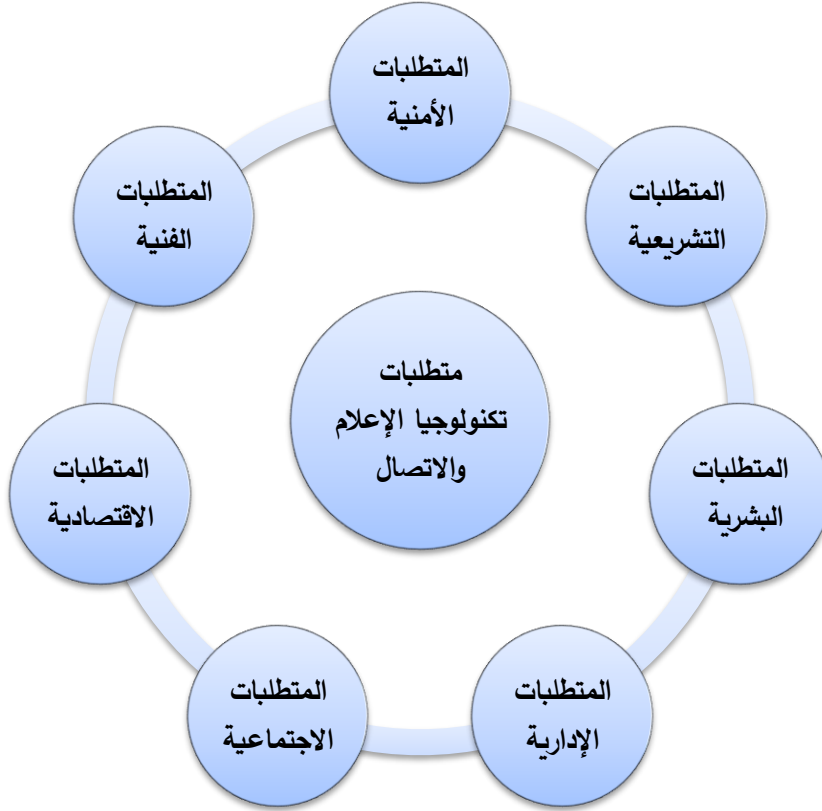 المتطلبات
الأمنية
المتطلبات
التشريعية
المتطلبات
البشرية
المتطلبات
الإدارية
المتطلبات
الاجتماعية
المتطلبات
الاقتصادية
المتطلبات
الفنية
متطلبات
تكنولوجيا الإعلام
والاتصال